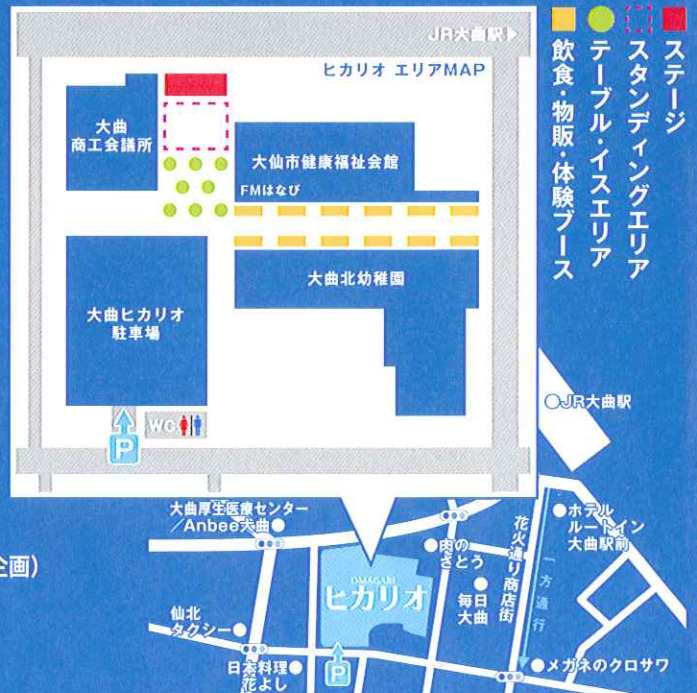 JR大曲駅▶
ヒカリオ エリアMAP
大曲
商工会議所
大仙市健康福祉会館
FMはなび
大曲北幼稚園
大曲ヒカリオ
駐車場
WC
P
ステージ
スタンディングエリア
テーブル・イスエリア
飲食・物販・体験ブース
JR大曲駅
大曲厚生医療センター
/Anbee大曲
肉の
さとう
花火通り商店街
一方通行
ホテル
ルートイン
大曲駅前
OMAGARI
ヒカリオ
毎日
大曲
仙北
タクシー
日本料理
花よし
P
メガネのクロサワ
企画)